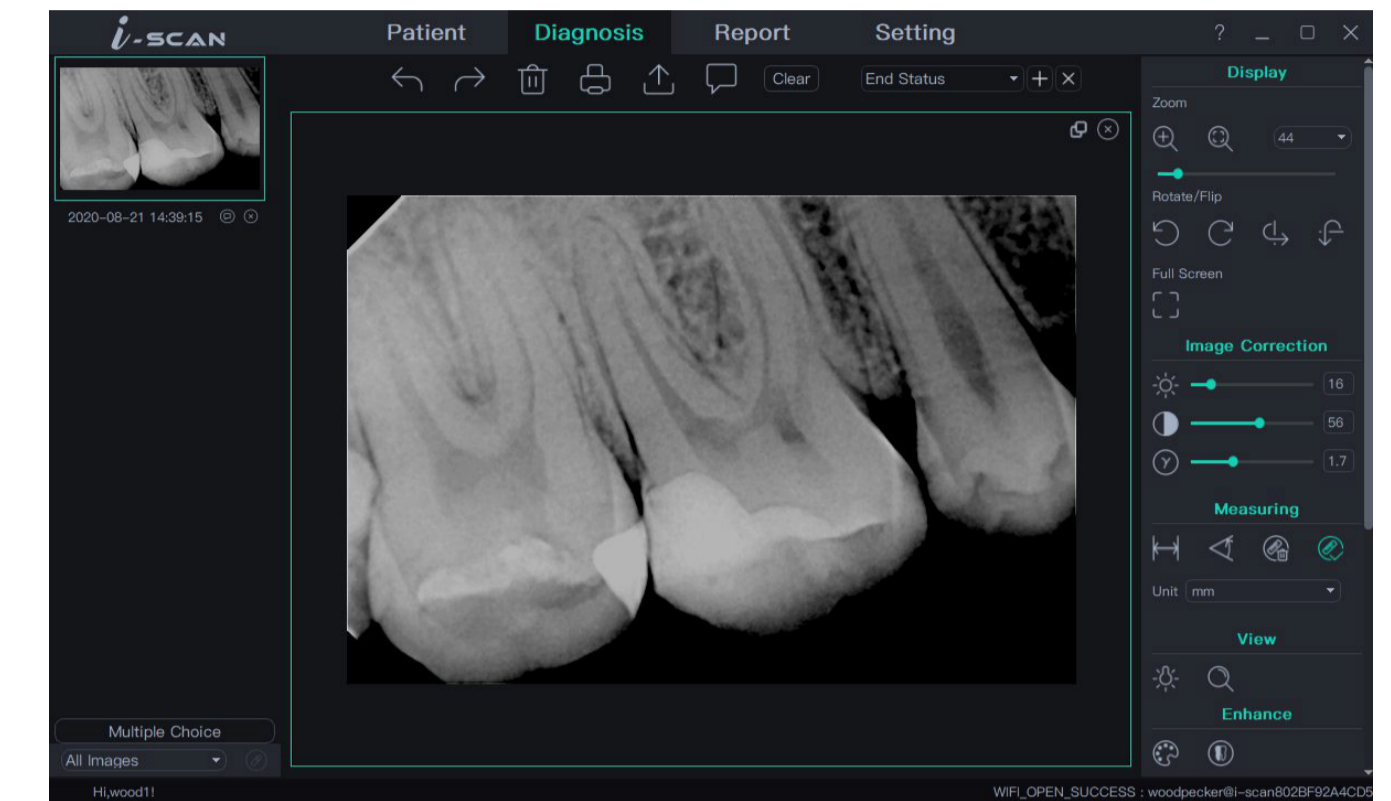 i-SCAN
Patient Diagnosis Report Setting
?
Clear
End Status
2020-08-21 14:39:15
Multiple Choice
All Images
Display
Zoom
44
Rotate/Flip
Full Screen
Image Correction
16
56
γ 1.7
Measuring
Unit mm
View
Enhance
Hi,wood1!
WIFI_OPEN_SUCCESS : woodpecker@i-scan802BF92A4CD5